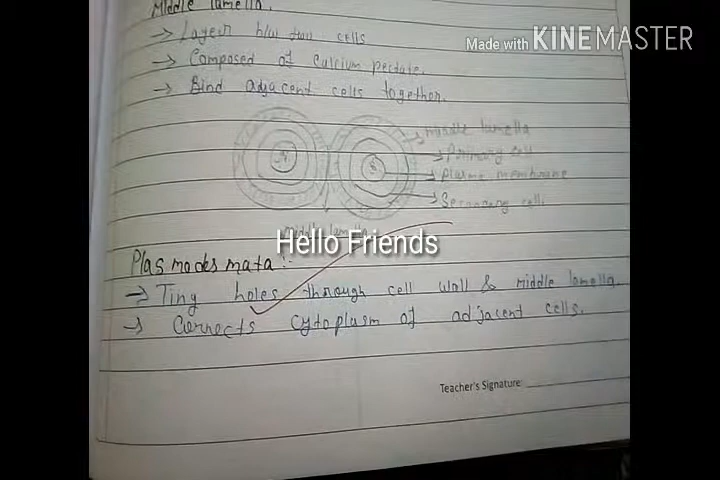 Middle lamella.
Made with KINEMASTER
→ Layer b/w two cells
→ Composed of Calcium pectate.
→ Bind adjacent cells together.
middle lamella
Primary cell
N
plasma membrane
Secondary cell
middle lamella
Hello Friends
Plasmodesmata:-
→ Tiny holes through cell wall & middle lamella.
→ Connects cytoplasm of adjacent cells.
Teacher's Signature